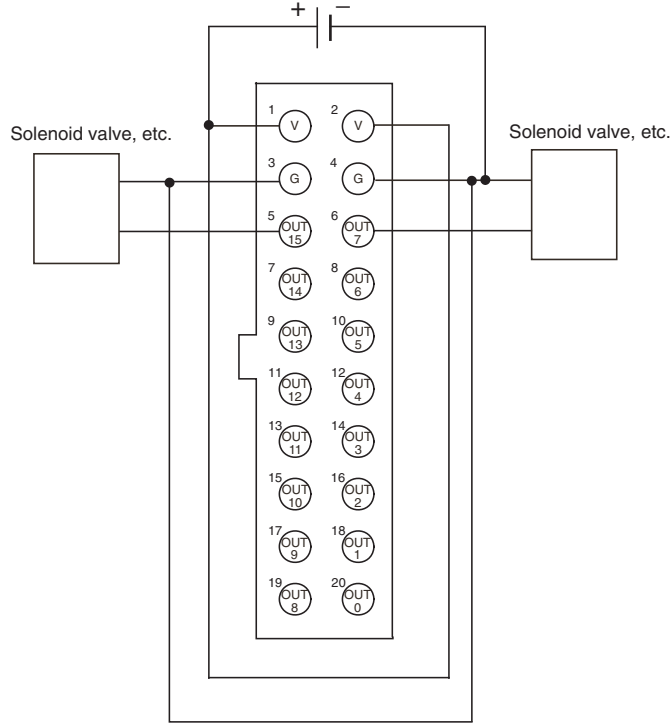 + −
Solenoid valve, etc.
Solenoid valve, etc.
1 V 2 V
3 G 4 G
5 OUT 15 6 OUT 7
7 OUT 14 8 OUT 6
9 OUT 13 10 OUT 5
11 OUT 12 12 OUT 4
13 OUT 11 14 OUT 3
15 OUT 10 16 OUT 2
17 OUT 9 18 OUT 1
19 OUT 8 20 OUT 0